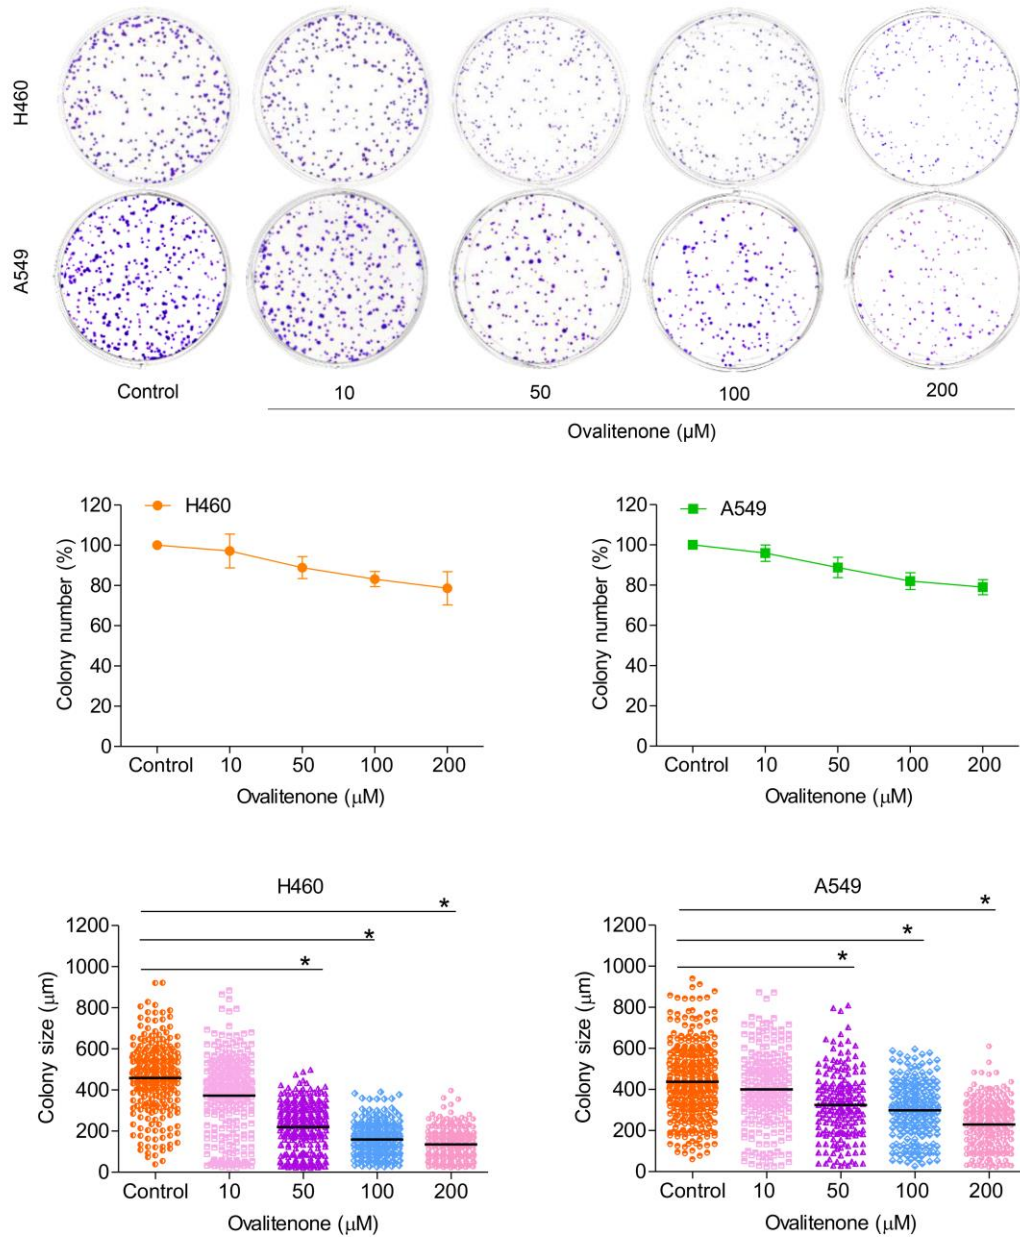 H460
A549
Control 10 50 100 200
Ovalitenone (µM)
H460
120
100
80
60
40
20
0
Colony number (%)
Control 10 50 100 200
Ovalitenone (μM)
A549
120
100
80
60
40
20
0
Colony number (%)
Control 10 50 100 200
Ovalitenone (μM)
H460
* * *
1200
1000
800
600
400
200
0
Colony size (μm)
Control 10 50 100 200
Ovalitenone (μM)
A549
* * *
1200
1000
800
600
400
200
0
Colony size (μm)
Control 10 50 100 200
Ovalitenone (μM)